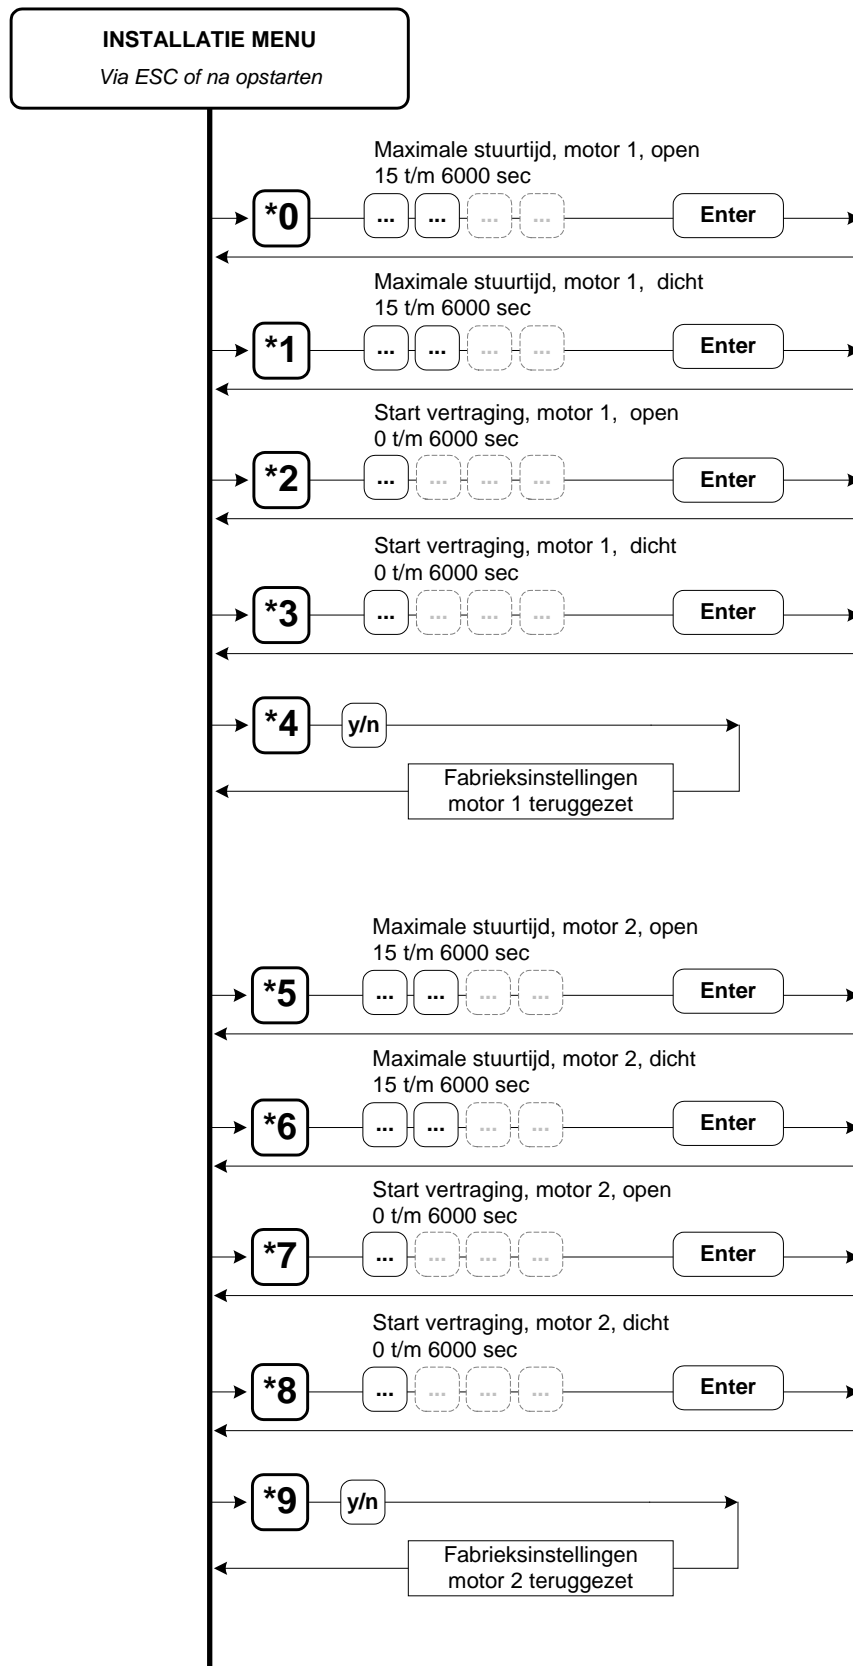 INSTALLATIE MENU
Via ESC of na opstarten
Maximale stuurtijd, motor 1, open
15 t/m 6000 sec
*0 ... ... ... ... Enter
Maximale stuurtijd, motor 1, dicht
15 t/m 6000 sec
*1 ... ... ... ... Enter
Start vertraging, motor 1, open
0 t/m 6000 sec
*2 ... ... ... ... Enter
Start vertraging, motor 1, dicht
0 t/m 6000 sec
*3 ... ... ... ... Enter
*4 y/n
Fabrieksinstellingen
motor 1 teruggezet
Maximale stuurtijd, motor 2, open
15 t/m 6000 sec
*5 ... ... ... ... Enter
Maximale stuurtijd, motor 2, dicht
15 t/m 6000 sec
*6 ... ... ... ... Enter
Start vertraging, motor 2, open
0 t/m 6000 sec
*7 ... ... ... ... Enter
Start vertraging, motor 2, dicht
0 t/m 6000 sec
*8 ... ... ... ... Enter
*9 y/n
Fabrieksinstellingen
motor 2 teruggezet